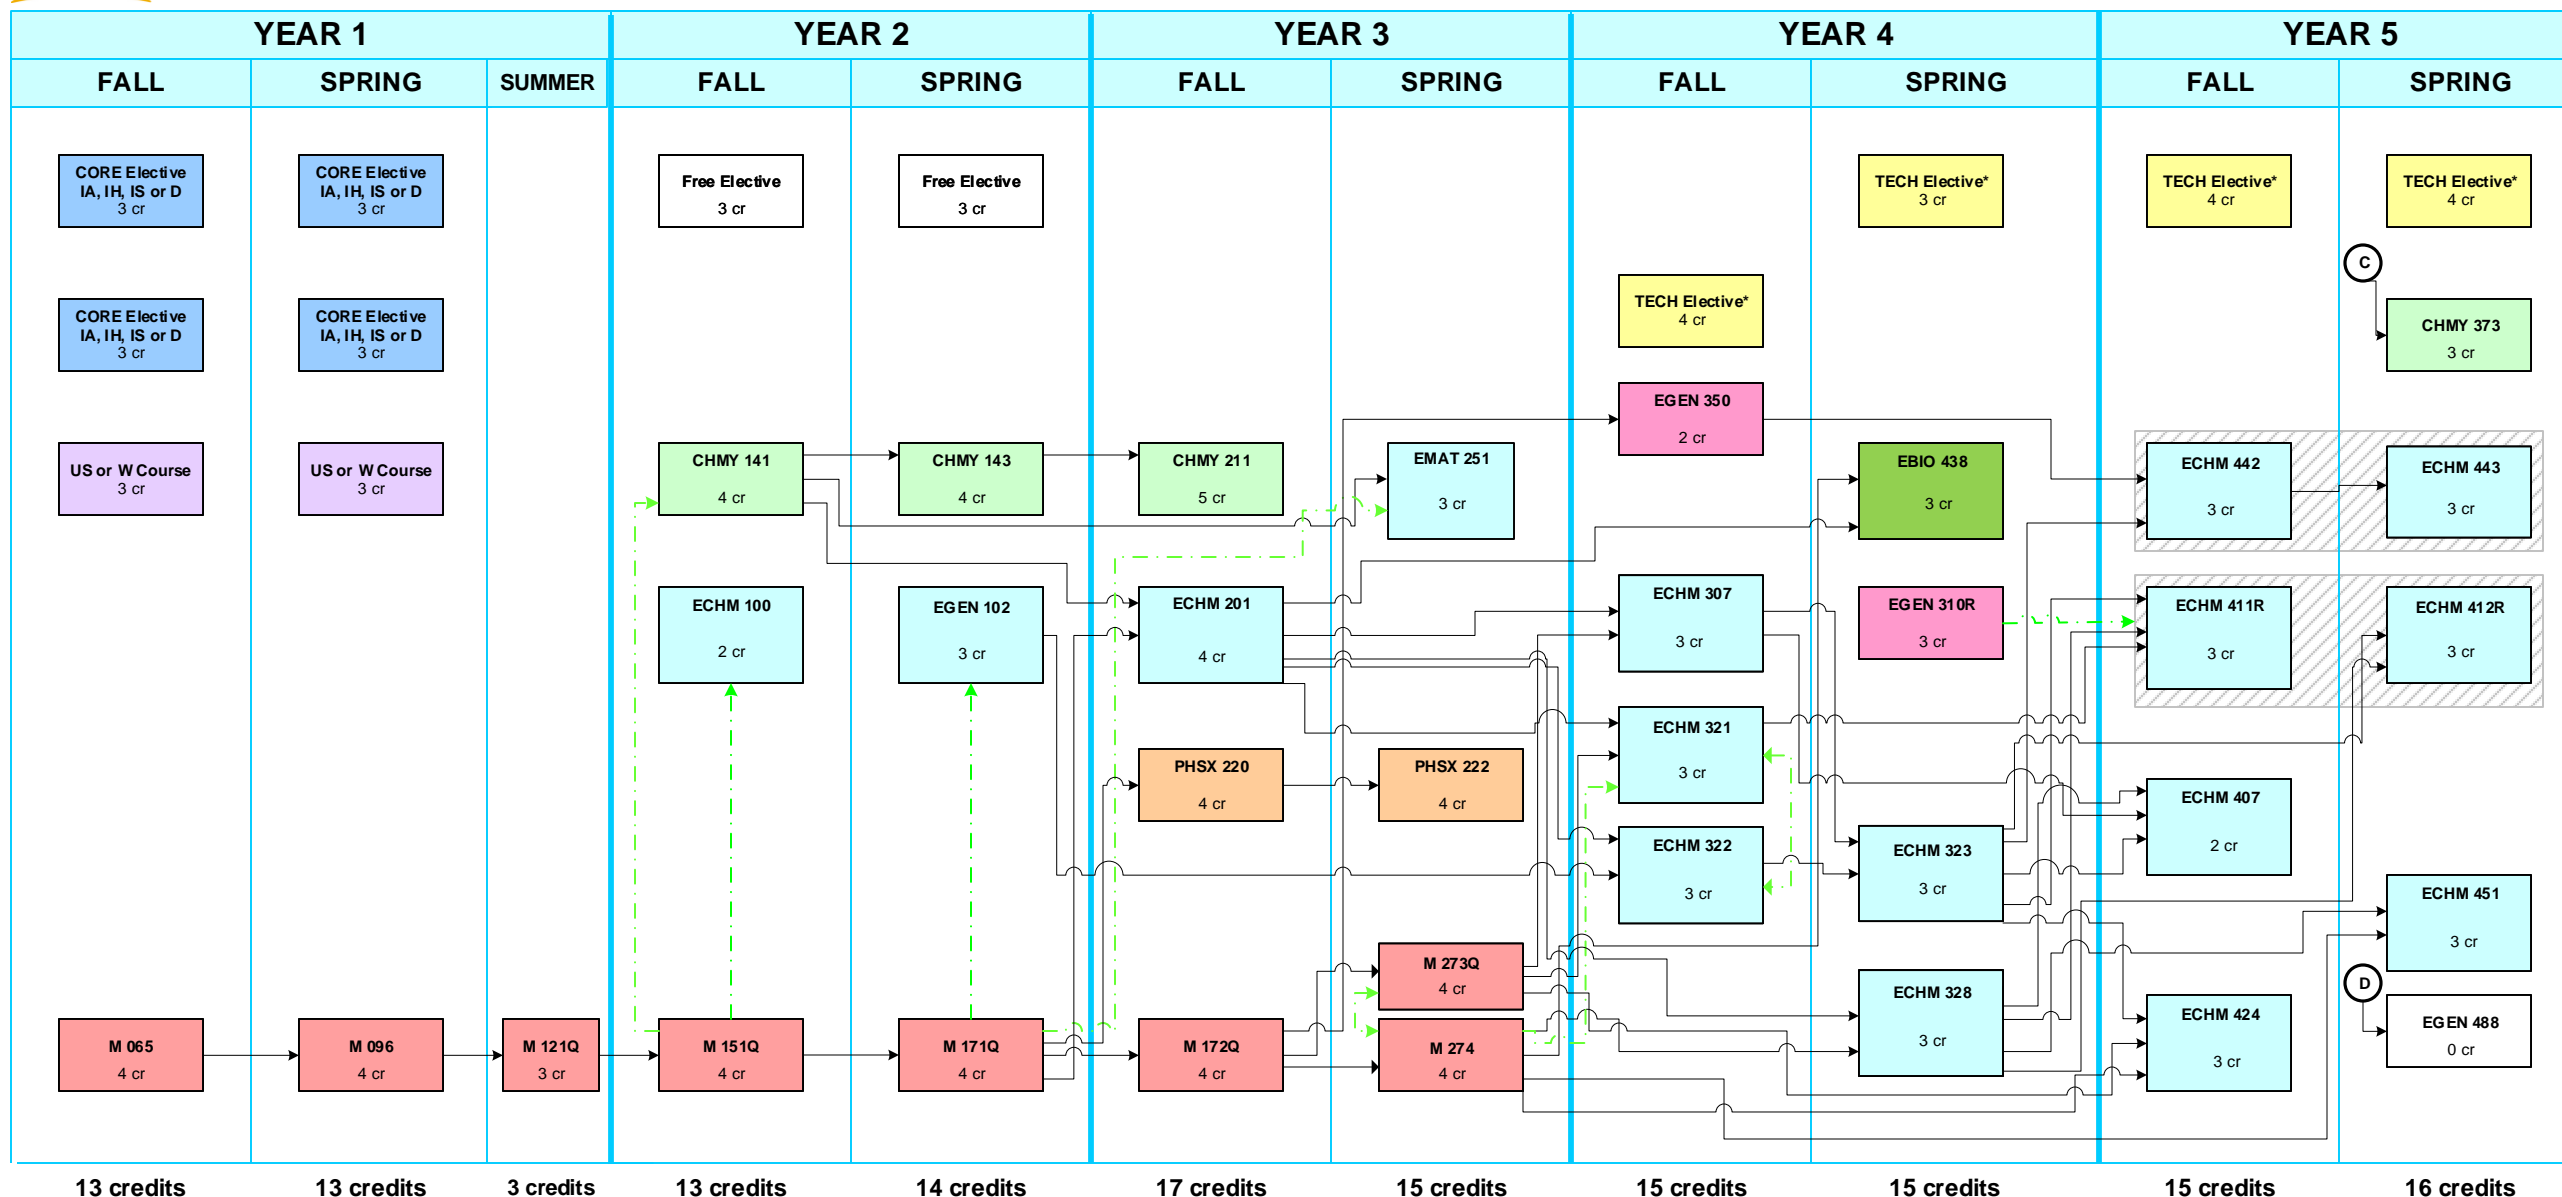 YEAR 1
YEAR 2
YEAR 3
YEAR 4
YEAR 5
FALL
SPRING
SUMMER
FALL
SPRING
FALL
SPRING
FALL
SPRING
FALL
SPRING
CORE Elective
IA, IH, IS or D
3 cr
CORE Elective
IA, IH, IS or D
3 cr
US or W Course
3 cr
M 065
4 cr
CORE Elective
IA, IH, IS or D
3 cr
CORE Elective
IA, IH, IS or D
3 cr
US or W Course
3 cr
M 096
4 cr
M 121Q
3 cr
Free Elective
3 cr
CHMY 141
4 cr
ECHM 100
2 cr
M 151Q
4 cr
Free Elective
3 cr
CHMY 143
4 cr
EGEN 102
3 cr
M 171Q
4 cr
CHMY 211
5 cr
ECHM 201
4 cr
PHSX 220
4 cr
M 172Q
4 cr
EMAT 251
3 cr
PHSX 222
4 cr
M 273Q
4 cr
M 274
4 cr
TECH Elective*
4 cr
EGEN 350
2 cr
ECHM 307
3 cr
ECHM 321
3 cr
ECHM 322
3 cr
TECH Elective*
3 cr
EBIO 438
3 cr
EGEN 310R
3 cr
ECHM 323
3 cr
ECHM 328
3 cr
TECH Elective*
4 cr
ECHM 442
3 cr
ECHM 411R
3 cr
ECHM 407
2 cr
ECHM 424
3 cr
TECH Elective*
4 cr
C
CHMY 373
3 cr
ECHM 443
3 cr
ECHM 412R
3 cr
ECHM 451
3 cr
D
EGEN 488
0 cr
13 credits
13 credits
3 credits
13 credits
14 credits
17 credits
15 credits
15 credits
15 credits
15 credits
16 credits